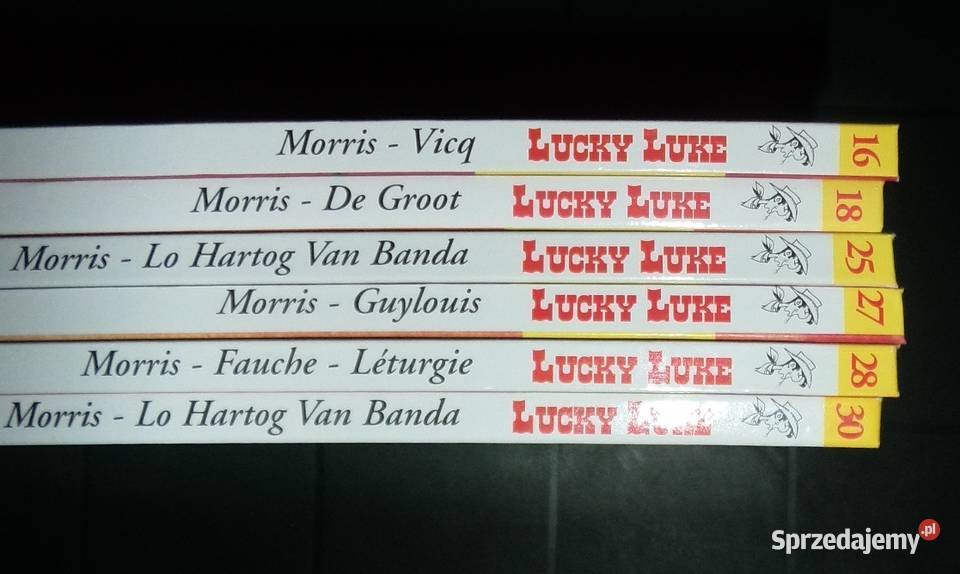 Morris - Vicq LUCKY LUKE 16
Morris - De Groot LUCKY LUKE 18
Morris - Lo Hartog Van Banda LUCKY LUKE 25
Morris - Guylouis LUCKY LUKE 27
Morris - Fauche - Léturgie LUCKY LUKE 28
Morris - Lo Hartog Van Banda LUCKY LUKE 30
Sprzedajemy.pl